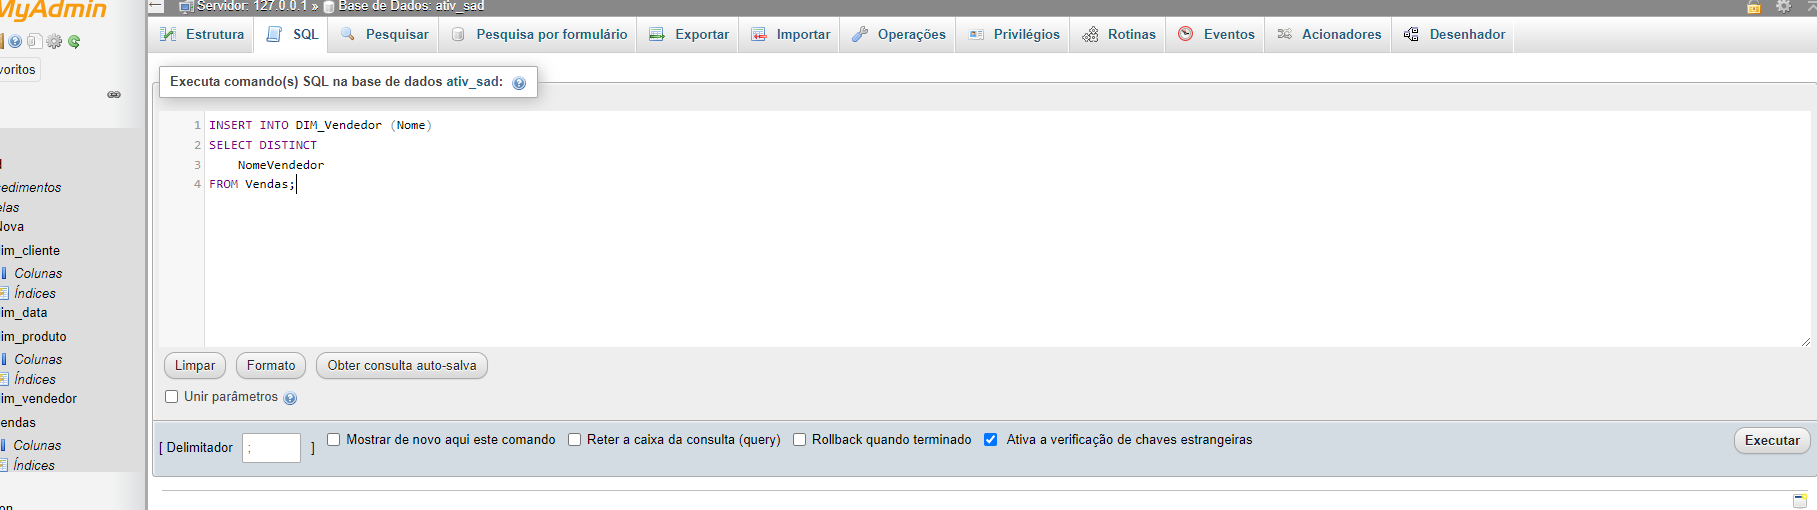 MyAdmin
Servidor: 127.0.0.1 » Base de Dados: ativ_sad
Estrutura SQL Pesquisar Pesquisa por formulário Exportar Importar Operações Privilégios Rotinas Eventos Acionadores Desenhador
voritos
Executa comando(s) SQL na base de dados ativ_sad:
1 INSERT INTO DIM_Vendedor (Nome)
2 SELECT DISTINCT
3 NomeVendedor
4 FROM Vendas;
edimentos
elas
Nova
im_cliente
Colunas
Índices
im_data
im_produto
Colunas
Índices
im_vendedor
endas
Colunas
Índices
Limpar Formato Obter consulta auto-salva
Unir parâmetros
[ Delimitador ; ] Mostrar de novo aqui este comando Reter a caixa da consulta (query) Rollback quando terminado Ativa a verificação de chaves estrangeiras Executar